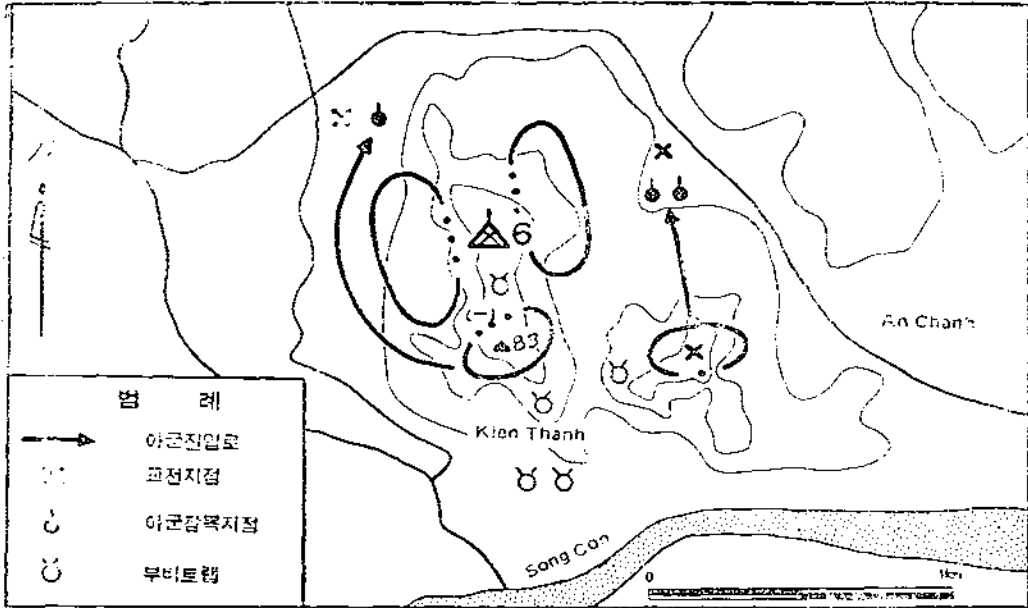 6
83
(-)
An Chanh
Kien Thanh
Song Con
0 1km
범 례
아군진입로
교전지점
아군잠복지점
부비트랩